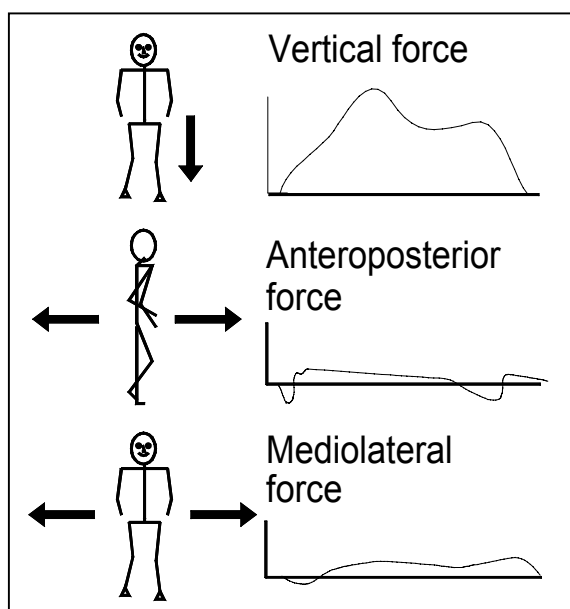 Vertical force
Anteroposterior
force
Mediolateral
force